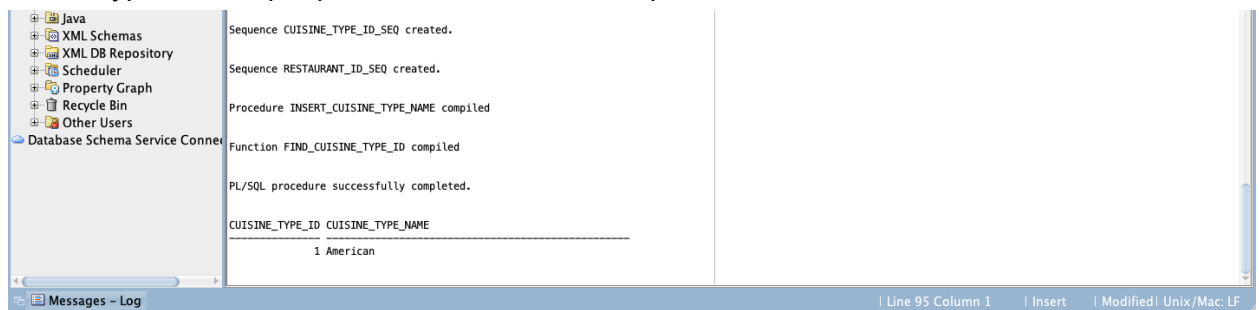 Java
XML Schemas
XML DB Repository
Scheduler
Property Graph
Recycle Bin
Other Users
Database Schema Service Conne
Sequence CUISINE_TYPE_ID_SEQ created.
Sequence RESTAURANT_ID_SEQ created.
Procedure INSERT_CUISINE_TYPE_NAME compiled
Function FIND_CUISINE_TYPE_ID compiled
PL/SQL procedure successfully completed.
CUISINE_TYPE_ID CUISINE_TYPE_NAME
1 American
Messages - Log
Line 95 Column 1 | Insert | Modified| Unix/Mac: LF